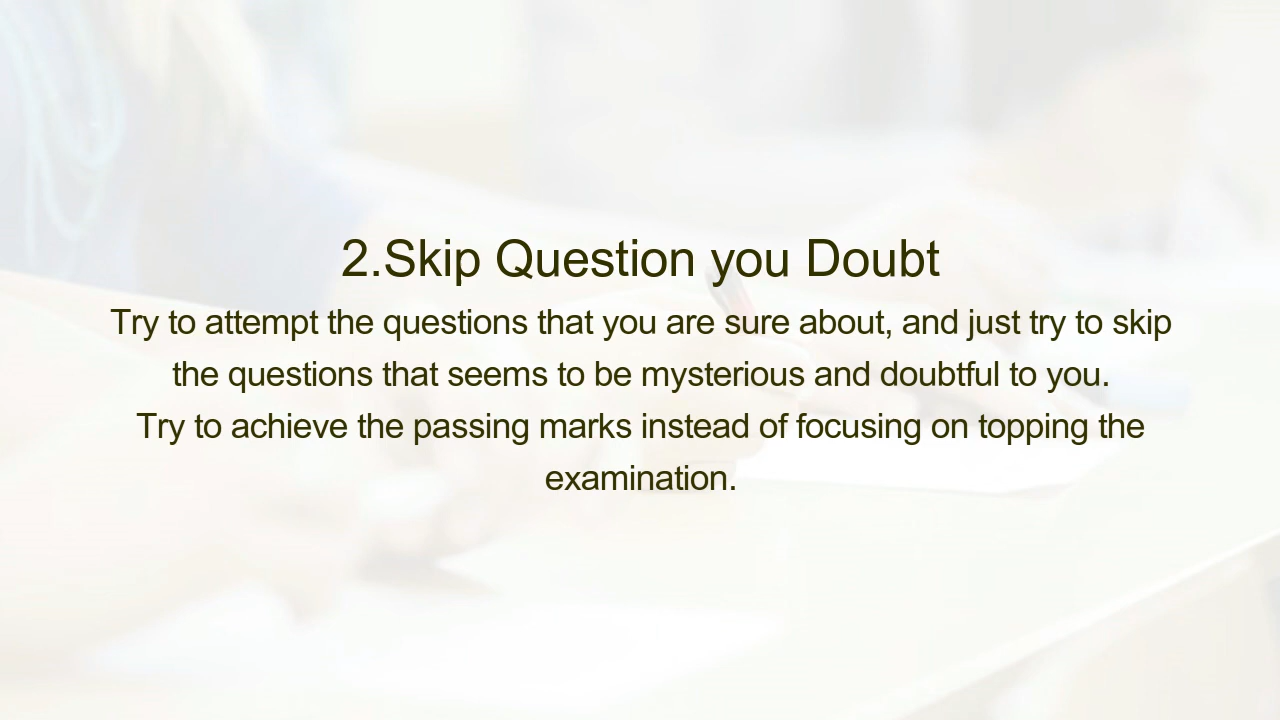 2.Skip Question you Doubt
Try to attempt the questions that you are sure about, and just try to skip
the questions that seems to be mysterious and doubtful to you.
Try to achieve the passing marks instead of focusing on topping the
examination.